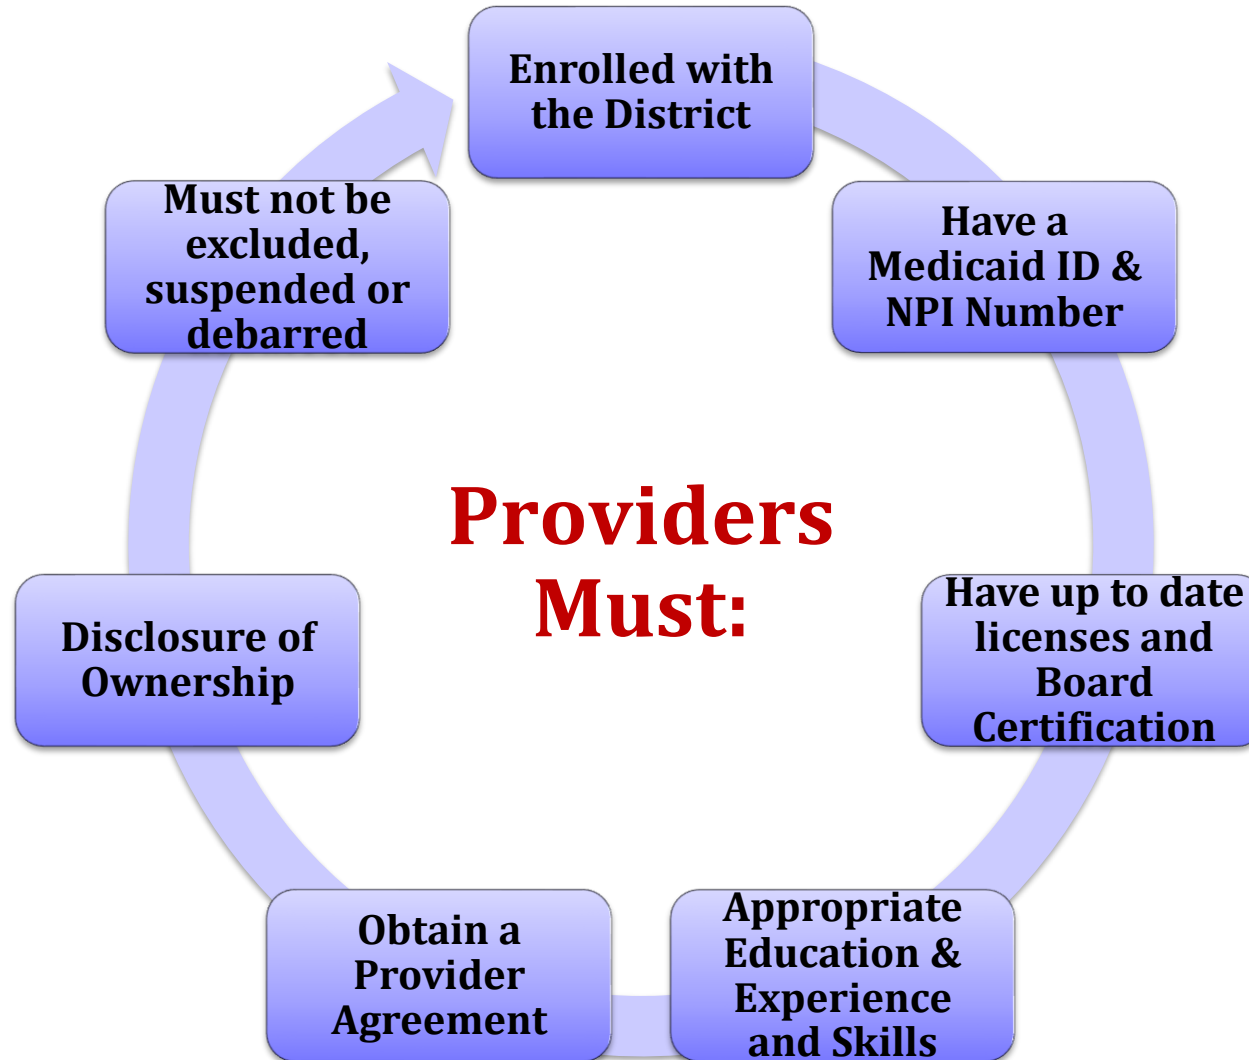 Enrolled with
the District
Have a
Medicaid ID &
NPI Number
Have up to date
licenses and
Board
Certification
Appropriate
Education &
Experience
and Skills
Obtain a
Provider
Agreement
Disclosure of
Ownership
Must not be
excluded,
suspended or
debarred
Providers
Must: